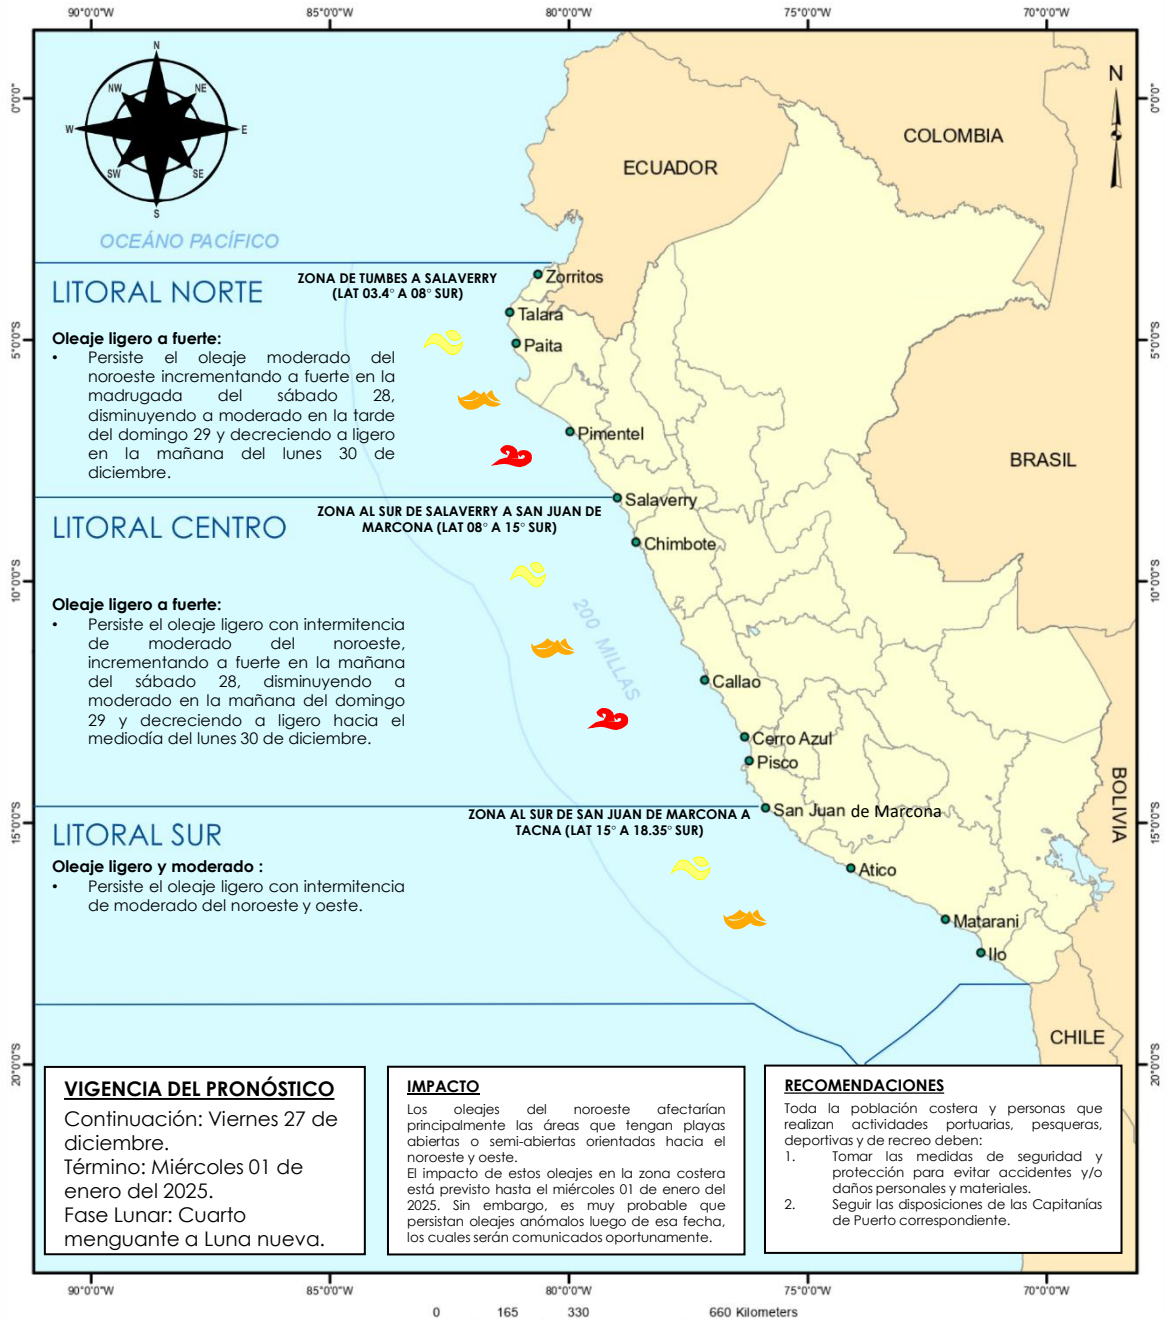 90°0'0"W
85°0'0"W
80°0'0"W
75°0'0"W
70°0'0"W
N
NW
NE
W
E
SW
SE
S
N
0°0'0"
0°0'0"
COLOMBIA
ECUADOR
OCEÁNO PACÍFICO
ZONA DE TUMBES A SALAVERRY
(LAT 03.4° A 08° SUR)
Zorritos
LITORAL NORTE
Talara
5°0'0"S
5°0'0"S
Paita
Oleaje ligero a fuerte:
• Persiste el oleaje moderado del
noroeste incrementando a fuerte en la
madrugada del sábado 28,
disminuyendo a moderado en la tarde
del domingo 29 y decreciendo a ligero
en la mañana del lunes 30 de
diciembre.
Pimentel
BRASIL
Salaverry
ZONA AL SUR DE SALAVERRY A SAN JUAN DE
MARCONA (LAT 08° A 15° SUR)
LITORAL CENTRO
Chimbote
10°0'0"S
10°0'0"S
200 MILLAS
Oleaje ligero a fuerte:
• Persiste el oleaje ligero con intermitencia
de moderado del noroeste,
incrementando a fuerte en la mañana
del sábado 28, disminuyendo a
moderado en la mañana del domingo
29 y decreciendo a ligero hacia el
mediodía del lunes 30 de diciembre.
Callao
Cerro Azul
Pisco
BOLIVIA
San Juan de Marcona
ZONA AL SUR DE SAN JUAN DE MARCONA A
TACNA (LAT 15° A 18.35° SUR)
15°0'0"S
15°0'0"S
LITORAL SUR
Oleaje ligero y moderado :
• Persiste el oleaje ligero con intermitencia
de moderado del noroeste y oeste.
Atico
Matarani
Ilo
CHILE
20°0'0"S
20°0'0"S
VIGENCIA DEL PRONÓSTICO
Continuación: Viernes 27 de
diciembre.
Término: Miércoles 01 de
enero del 2025.
Fase Lunar: Cuarto
menguante a Luna nueva.
IMPACTO
Los oleajes del noroeste afectarían
principalmente las áreas que tengan playas
abiertas o semi-abiertas orientadas hacia el
noroeste y oeste.
El impacto de estos oleajes en la zona costera
está previsto hasta el miércoles 01 de enero del
2025. Sin embargo, es muy probable que
persistan oleajes anómalos luego de esa fecha,
los cuales serán comunicados oportunamente.
RECOMENDACIONES
Toda la población costera y personas que
realizan actividades portuarias, pesqueras,
deportivas y de recreo deben:
1. Tomar las medidas de seguridad y
protección para evitar accidentes y/o
daños personales y materiales.
2. Seguir las disposiciones de las Capitanías
de Puerto correspondiente.
90°0'0"W
85°0'0"W
80°0'0"W
75°0'0"W
70°0'0"W
0 165 330 660 Kilometers